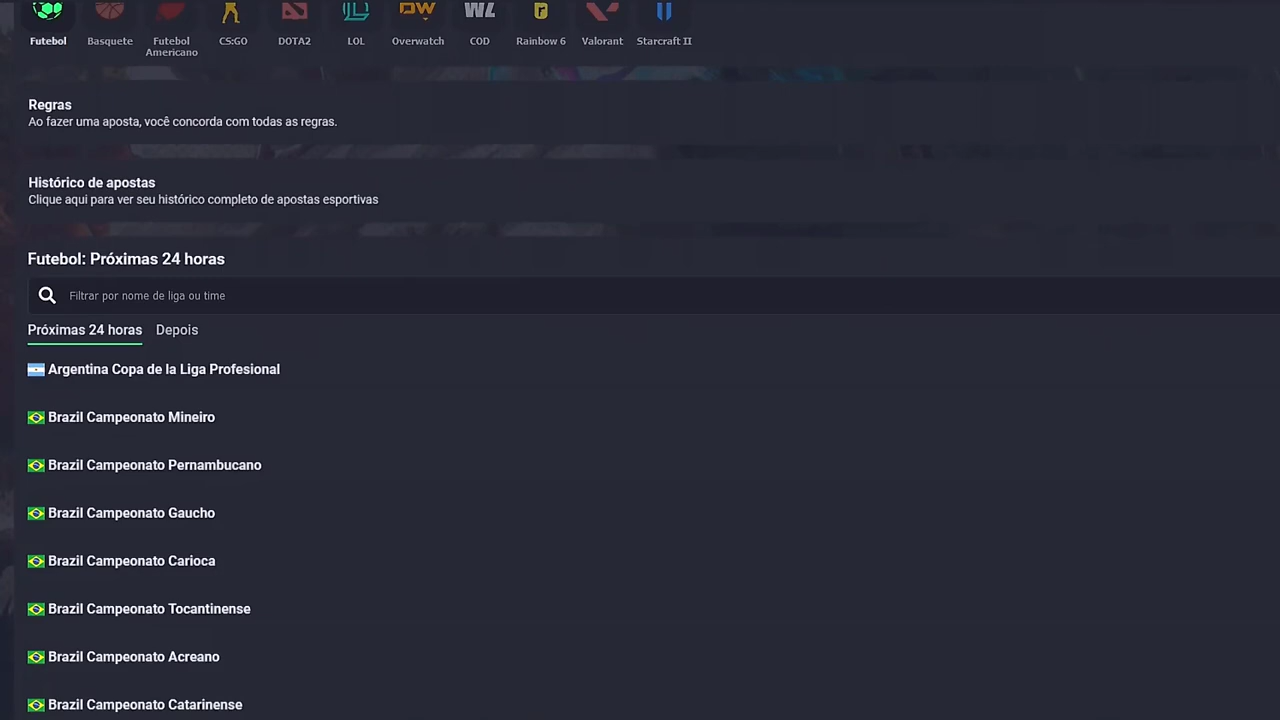 Futebol
Basquete
Futebol
Americano
CS:GO
DOTA2
LOL
Overwatch
COD
Rainbow 6
Valorant
Starcraft II
Regras
Ao fazer uma aposta, você concorda com todas as regras.
Histórico de apostas
Clique aqui para ver seu histórico completo de apostas esportivas
Futebol: Próximas 24 horas
Filtrar por nome de liga ou time
Próximas 24 horas Depois
Argentina Copa de la Liga Profesional
Brazil Campeonato Mineiro
Brazil Campeonato Pernambucano
Brazil Campeonato Gaucho
Brazil Campeonato Carioca
Brazil Campeonato Tocantinense
Brazil Campeonato Acreano
Brazil Campeonato Catarinense